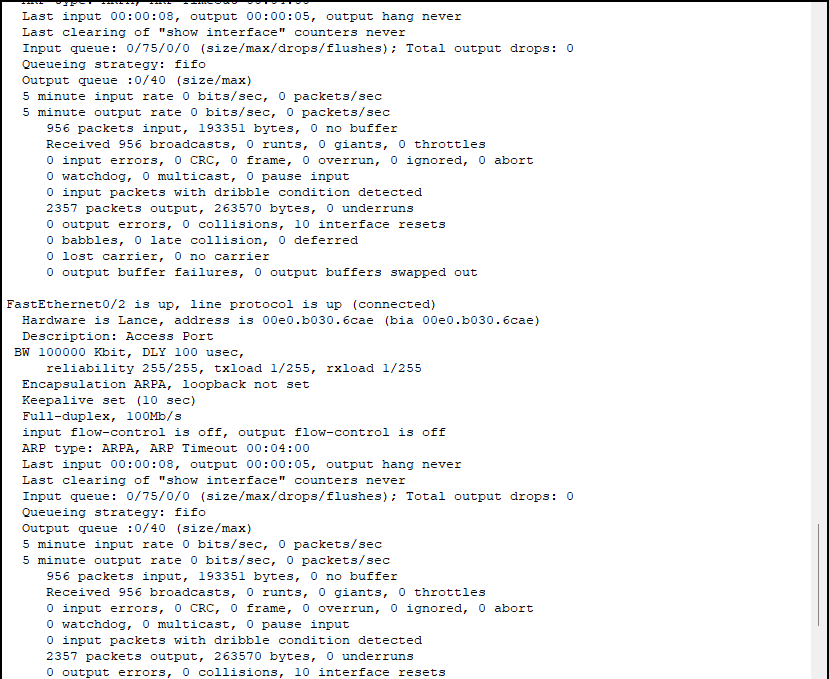 Last input 00:00:08, output 00:00:05, output hang never
Last clearing of "show interface" counters never
Input queue: 0/75/0/0 (size/max/drops/flushes); Total output drops: 0
Queueing strategy: fifo
Output queue :0/40 (size/max)
5 minute input rate 0 bits/sec, 0 packets/sec
5 minute output rate 0 bits/sec, 0 packets/sec
956 packets input, 193351 bytes, 0 no buffer
Received 956 broadcasts, 0 runts, 0 giants, 0 throttles
0 input errors, 0 CRC, 0 frame, 0 overrun, 0 ignored, 0 abort
0 watchdog, 0 multicast, 0 pause input
0 input packets with dribble condition detected
2357 packets output, 263570 bytes, 0 underruns
0 output errors, 0 collisions, 10 interface resets
0 babbles, 0 late collision, 0 deferred
0 lost carrier, 0 no carrier
0 output buffer failures, 0 output buffers swapped out
FastEthernet0/2 is up, line protocol is up (connected)
Hardware is Lance, address is 00e0.b030.6cae (bia 00e0.b030.6cae)
Description: Access Port
BW 100000 Kbit, DLY 100 usec,
reliability 255/255, txload 1/255, rxload 1/255
Encapsulation ARPA, loopback not set
Keepalive set (10 sec)
Full-duplex, 100Mb/s
input flow-control is off, output flow-control is off
ARP type: ARPA, ARP Timeout 00:04:00
Last input 00:00:08, output 00:00:05, output hang never
Last clearing of "show interface" counters never
Input queue: 0/75/0/0 (size/max/drops/flushes); Total output drops: 0
Queueing strategy: fifo
Output queue :0/40 (size/max)
5 minute input rate 0 bits/sec, 0 packets/sec
5 minute output rate 0 bits/sec, 0 packets/sec
956 packets input, 193351 bytes, 0 no buffer
Received 956 broadcasts, 0 runts, 0 giants, 0 throttles
0 input errors, 0 CRC, 0 frame, 0 overrun, 0 ignored, 0 abort
0 watchdog, 0 multicast, 0 pause input
0 input packets with dribble condition detected
2357 packets output, 263570 bytes, 0 underruns
0 output errors, 0 collisions, 10 interface resets